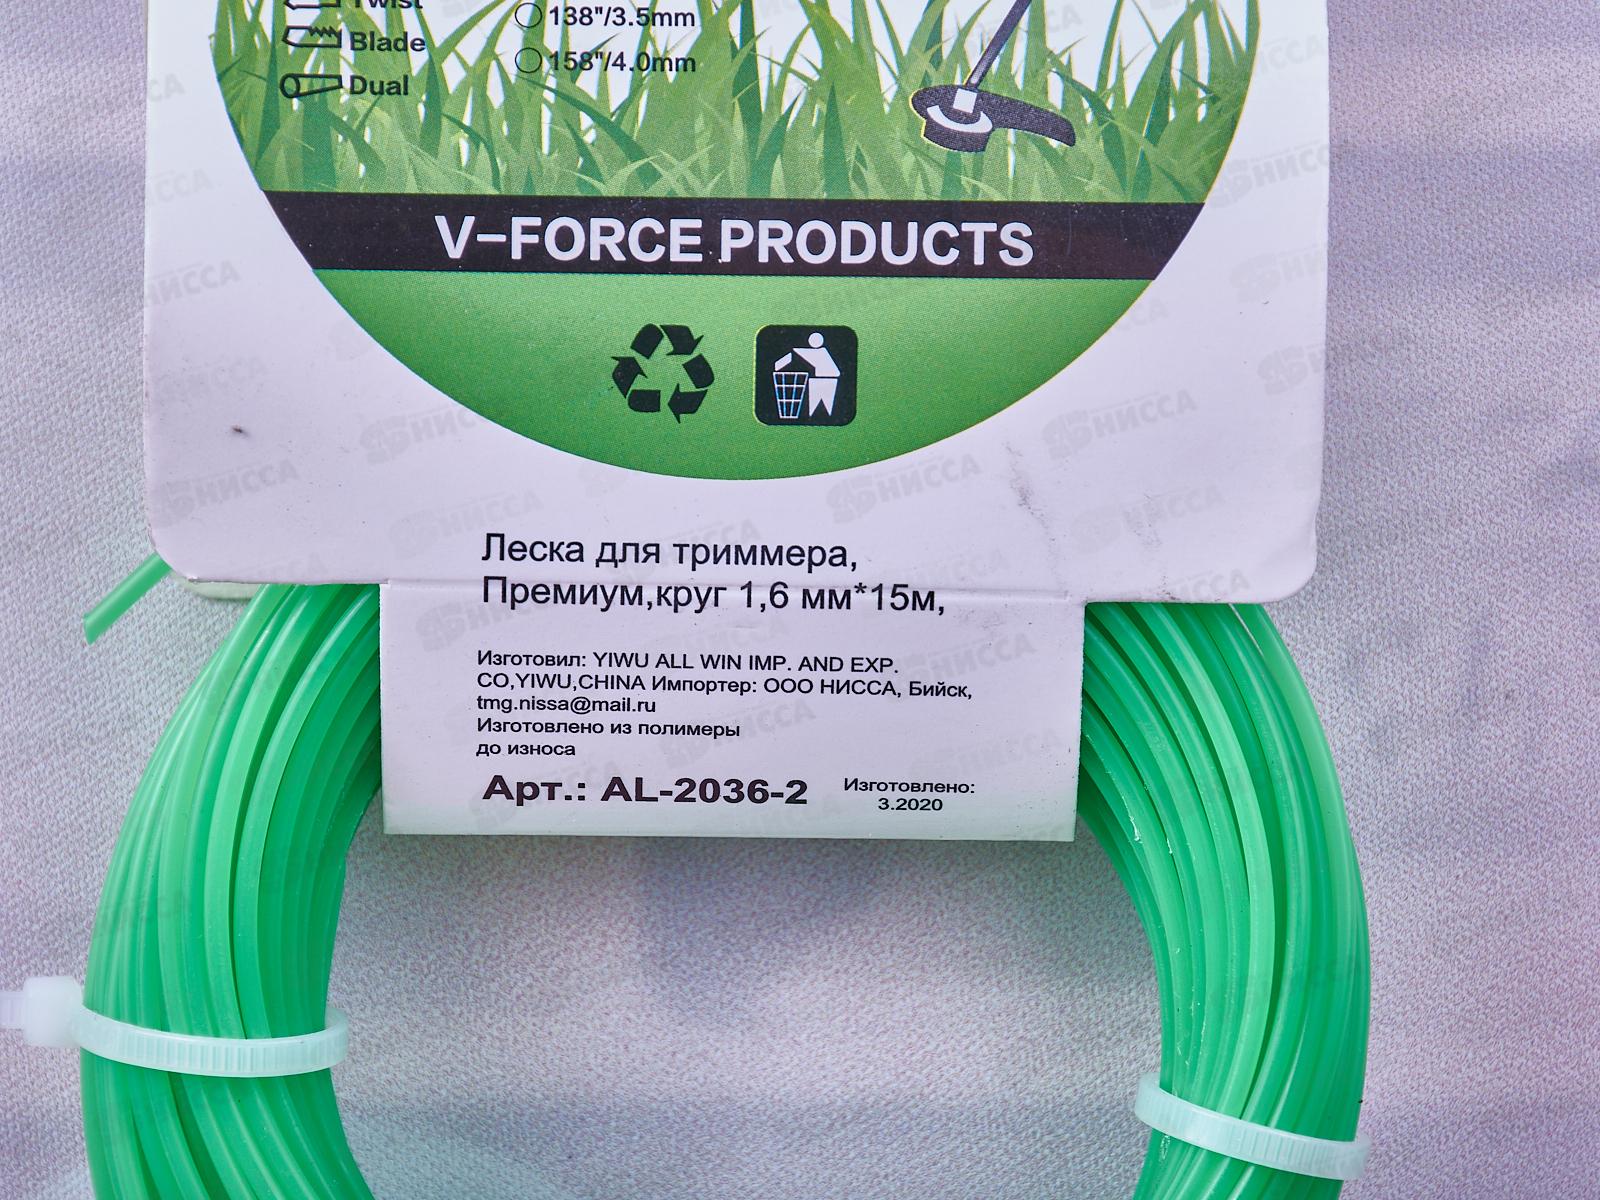 Twist
Blade
Dual
138"/3.5mm
158"/4.0mm
V-FORCE PRODUCTS
Леска для триммера,
Премиум,круг 1,6 мм*15м,
Изготовил: YIWU ALL WIN IMP. AND EXP.
CO,YIWU,CHINA Импортер: ООО НИССА, Бийск,
tmg.nissa@mail.ru
Изготовлено из полимеры
до износа
Арт.: AL-2036-2
Изготовлено:
3.2020
НИССА